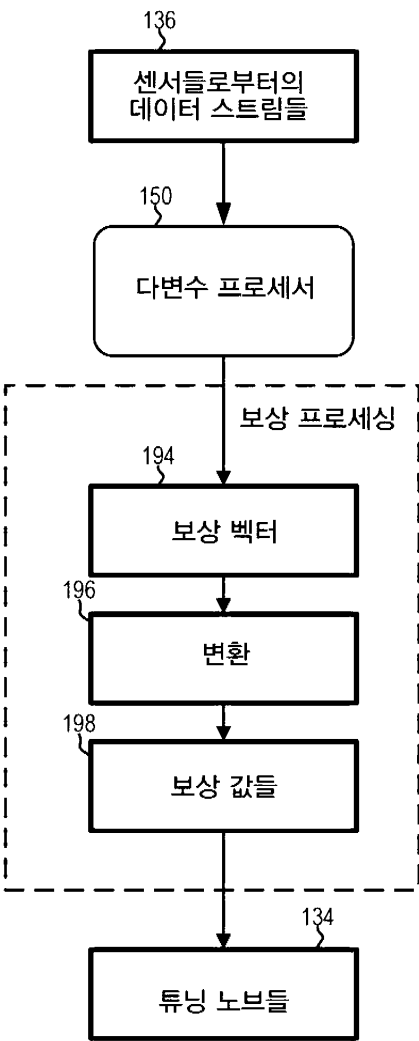 136
센서들로부터의
데이터 스트림들
150
다변수 프로세서
보상 프로세싱
194
보상 벡터
196
변환
198
보상 값들
134
튜닝 노브들